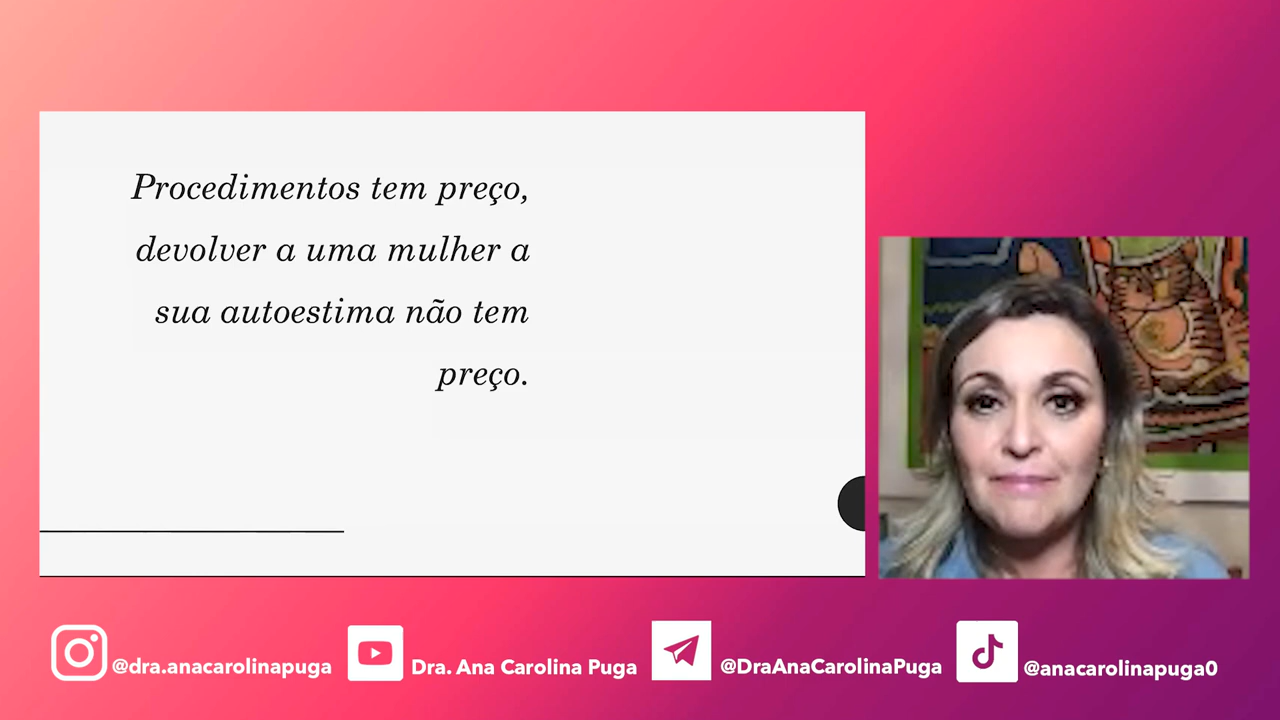 Procedimentos tem preço,
devolver a uma mulher a
sua autoestima não tem
preço.
@dra.anacarolinapuga
Dra. Ana Carolina Puga
@DraAnaCarolinaPuga
@anacarolinapuga0